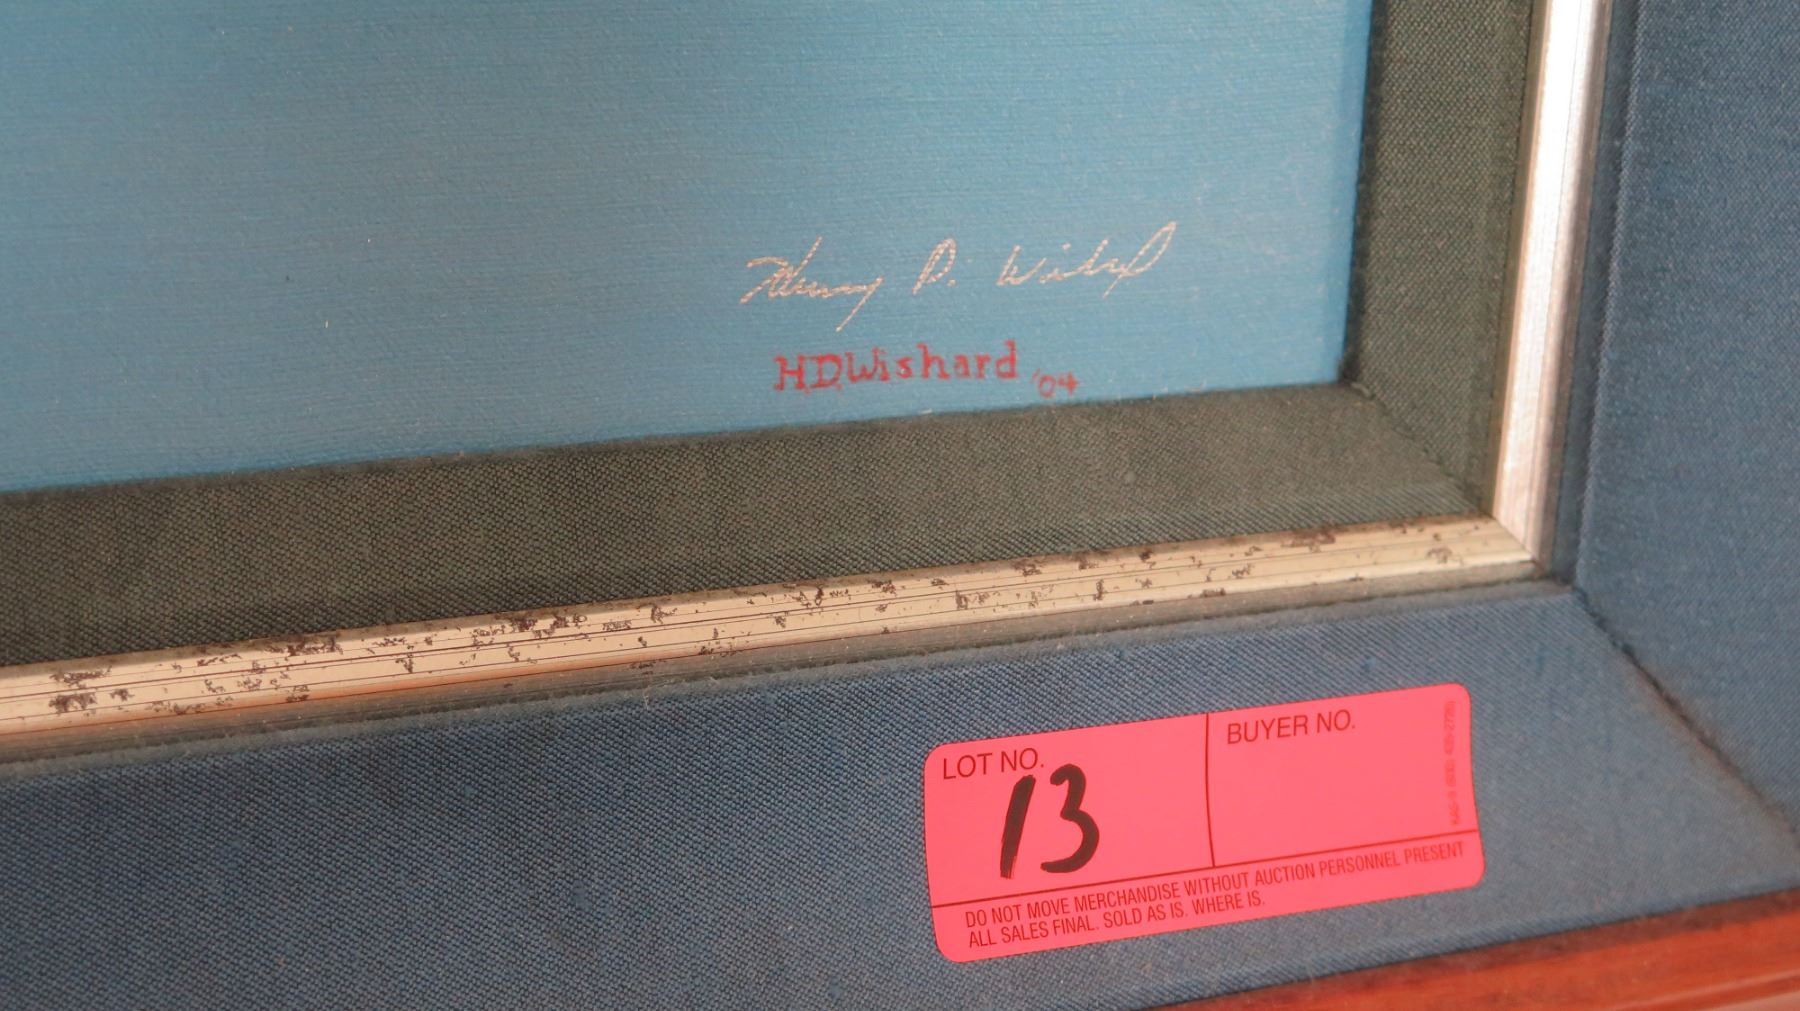 Henry D. Wishard
H.D.Wishard '04
LOT NO.
13
BUYER NO.
DO NOT MOVE MERCHANDISE WITHOUT AUCTION PERSONNEL PRESENT
ALL SALES FINAL. SOLD AS IS. WHERE IS.